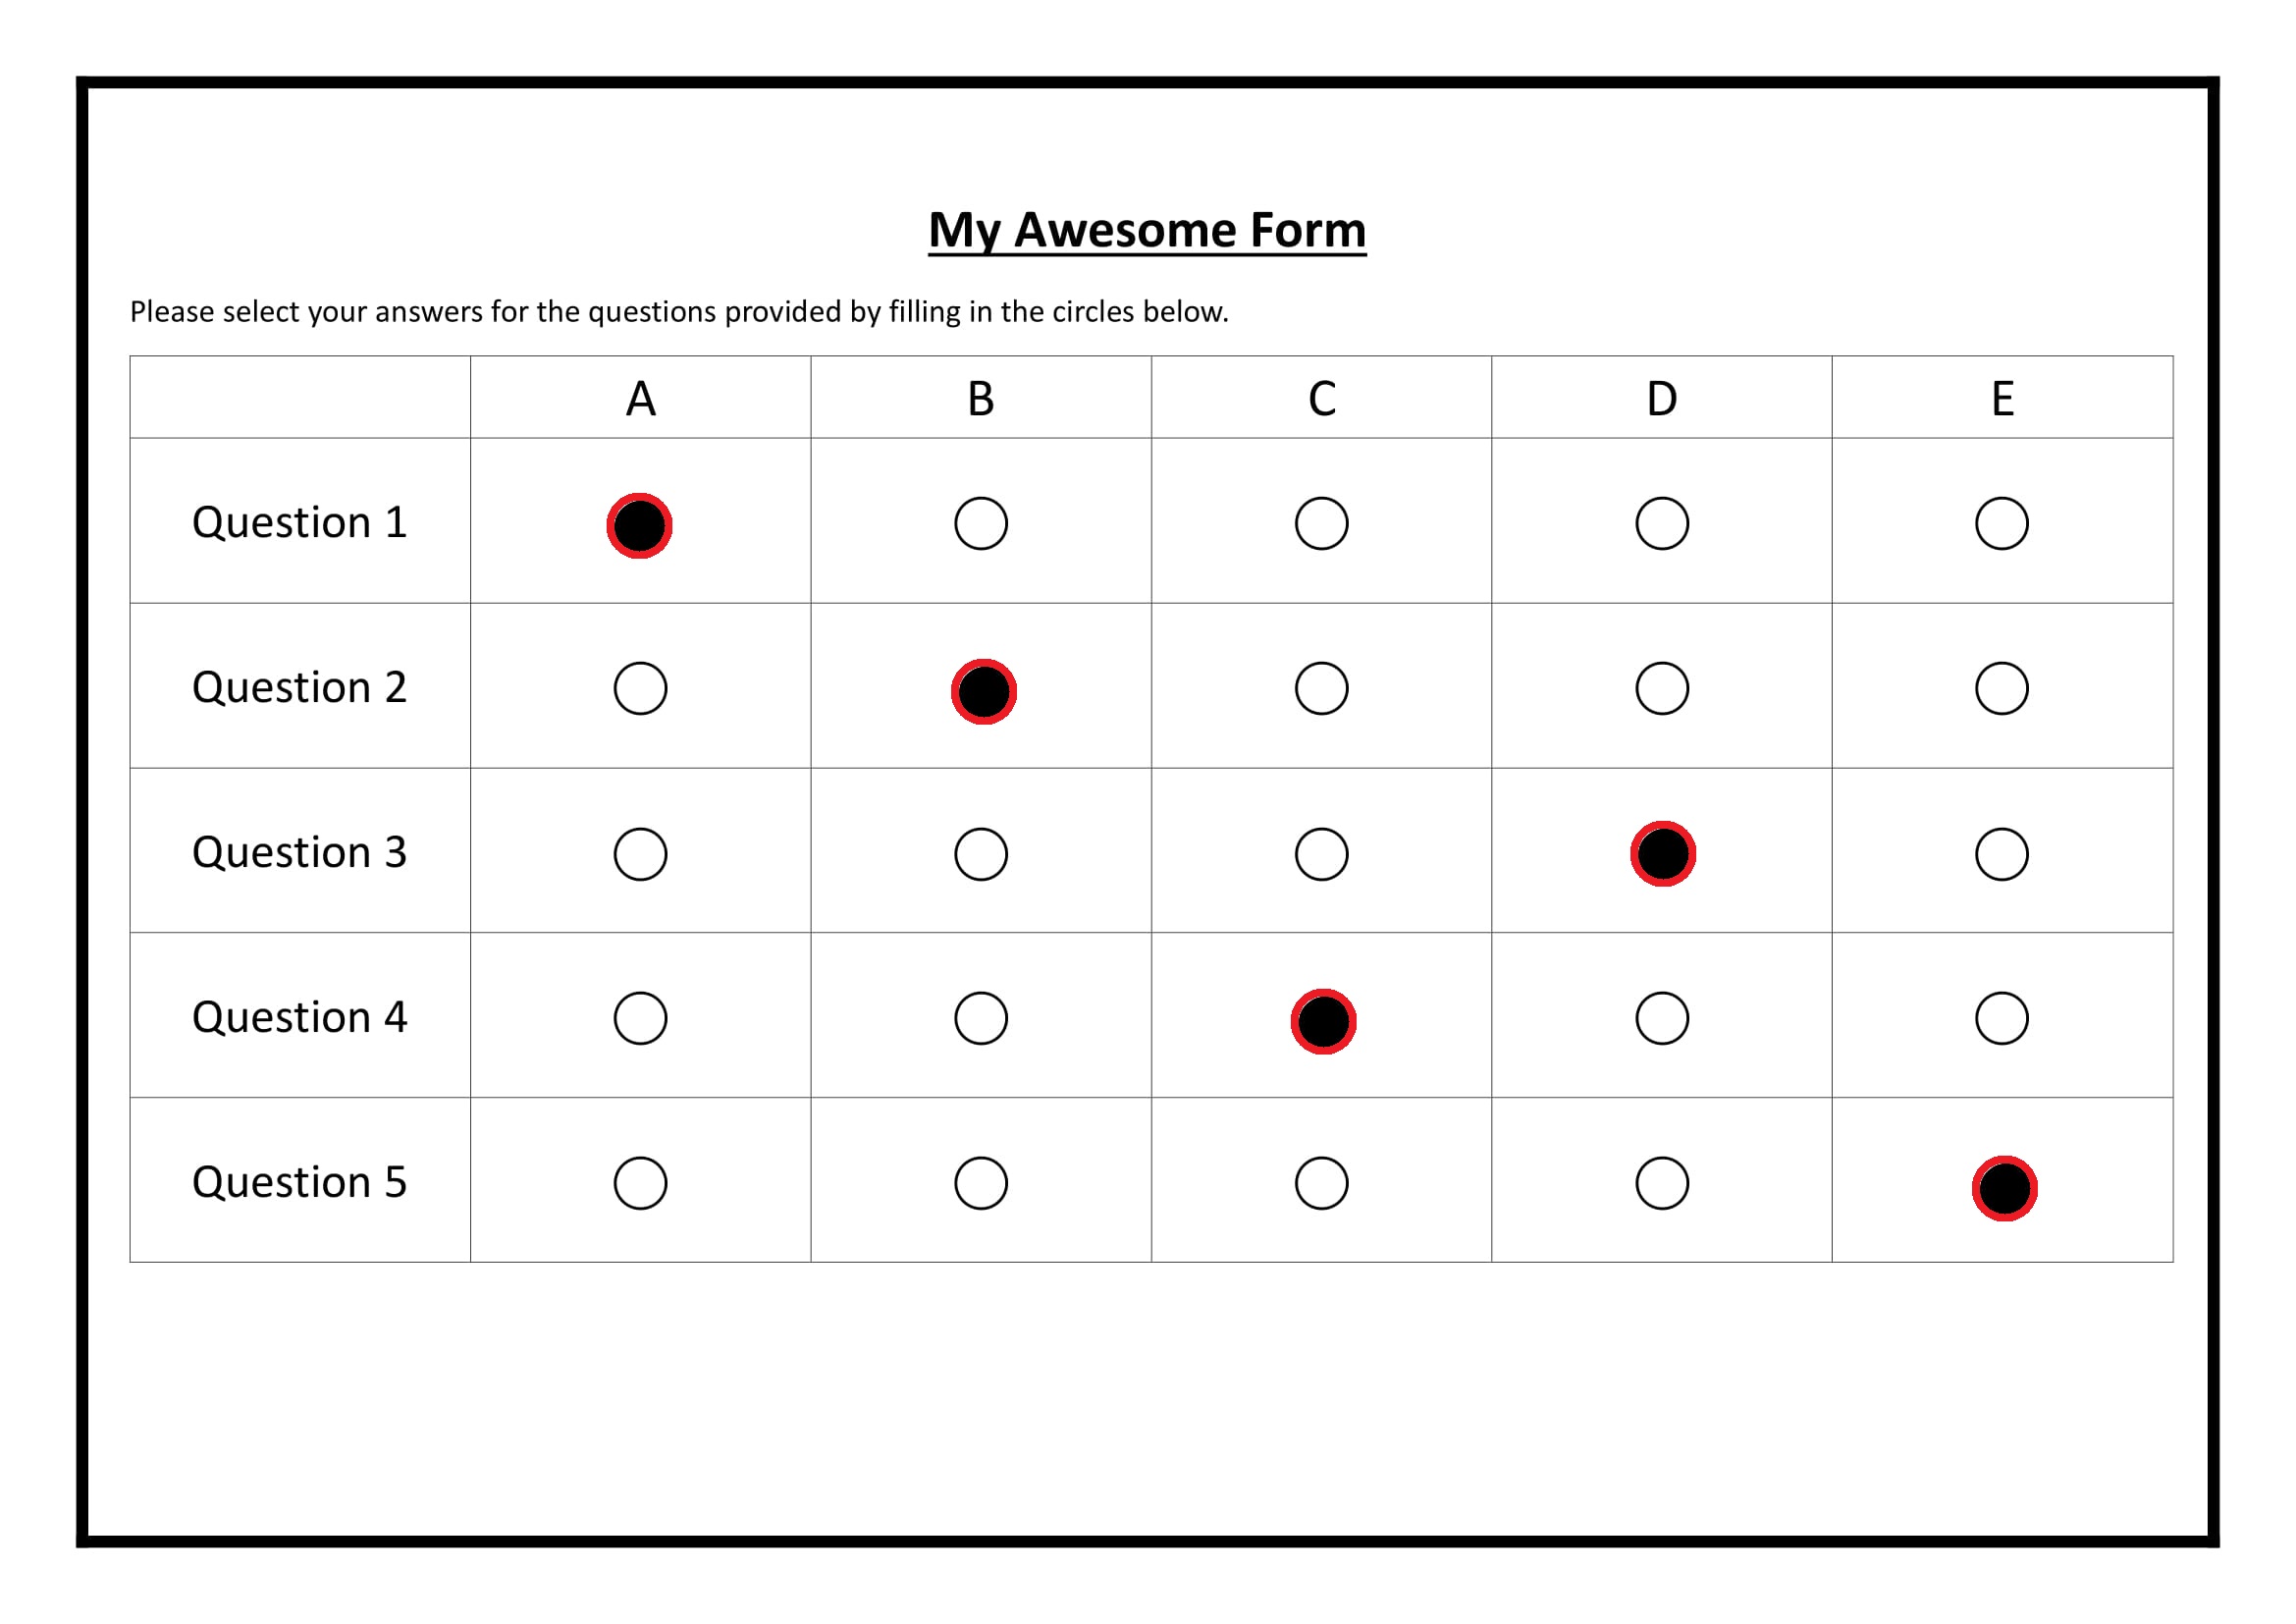 My Awesome Form
Please select your answers for the questions provided by filling in the circles below.
A B C D E
Question 1
Question 2
Question 3
Question 4
Question 5